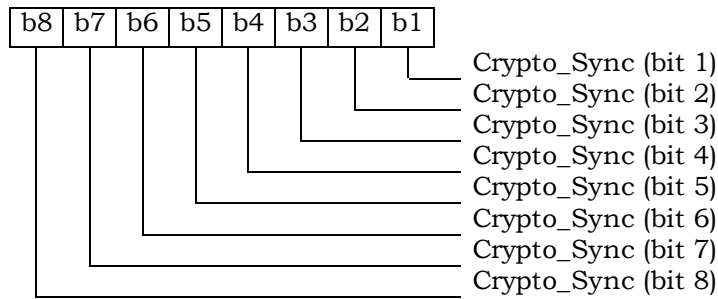 b8 b7 b6 b5 b4 b3 b2 b1
Crypto_Sync (bit 1)
Crypto_Sync (bit 2)
Crypto_Sync (bit 3)
Crypto_Sync (bit 4)
Crypto_Sync (bit 5)
Crypto_Sync (bit 6)
Crypto_Sync (bit 7)
Crypto_Sync (bit 8)